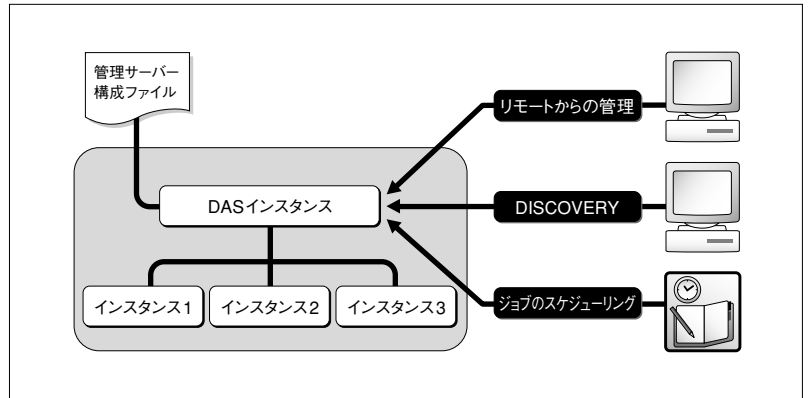 管理サーバー
構成ファイル
リモートからの管理
DASインスタンス
DISCOVERY
インスタンス1
インスタンス2
インスタンス3
ジョブのスケジューリング